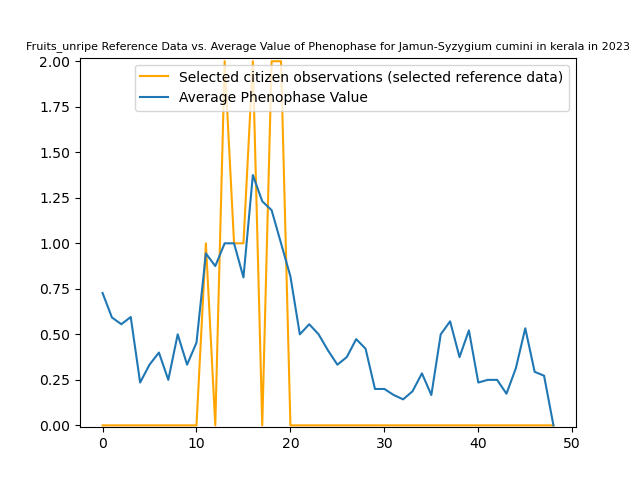 Fruits_unripe Reference Data vs. Average Value of Phenophase for Jamun-Syzygium cumini in kerala in 2023
Selected citizen observations (selected reference data)
Average Phenophase Value
2.00
1.75
1.50
1.25
1.00
0.75
0.50
0.25
0.00
0 10 20 30 40 50